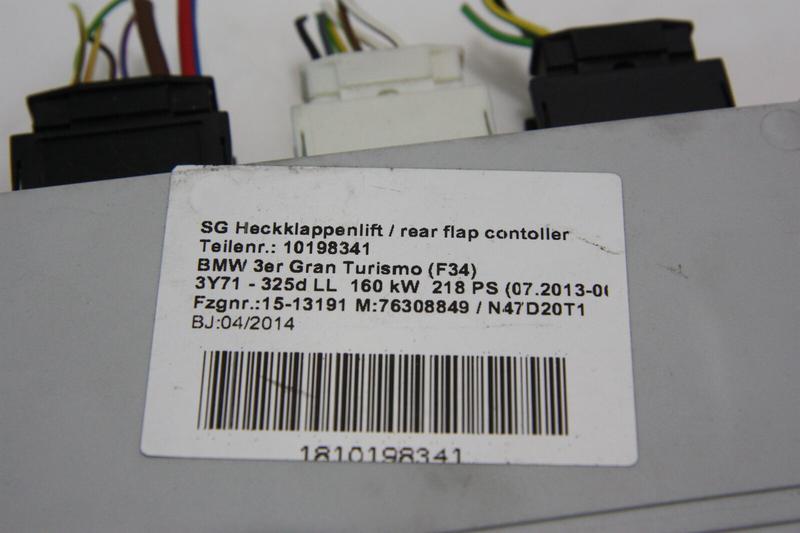 SG Heckklappenlift / rear flap contoller
Teilenr.: 10198341
BMW 3er Gran Turismo (F34)
3Y71 - 325d LL 160 kW 218 PS (07.2013-0
Fzgnr.:15-13191 M:76308849 / N47D20T1
BJ:04/2014
1810198341